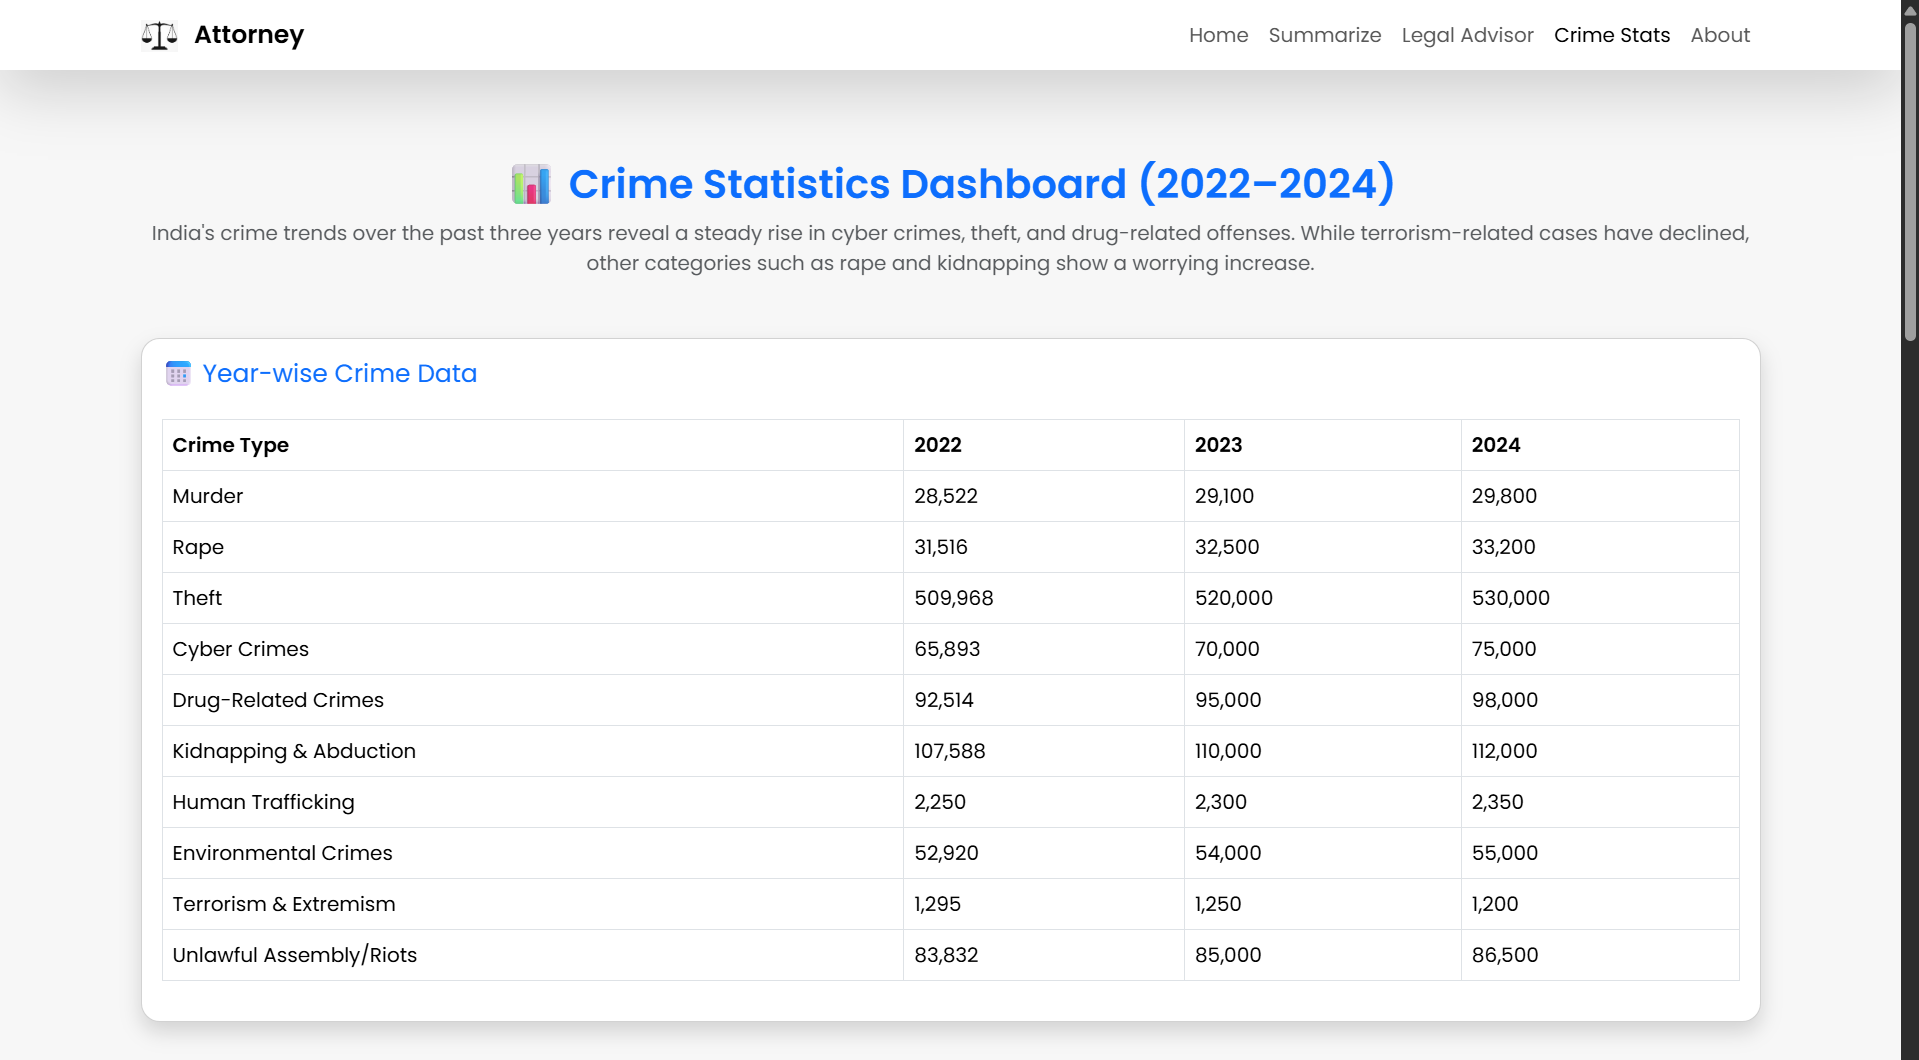 Attorney
Home Summarize Legal Advisor Crime Stats About
Crime Statistics Dashboard (2022–2024)
India's crime trends over the past three years reveal a steady rise in cyber crimes, theft, and drug-related offenses. While terrorism-related cases have declined,
other categories such as rape and kidnapping show a worrying increase.
Year-wise Crime Data
Crime Type 2022 2023 2024
Murder 28,522 29,100 29,800
Rape 31,516 32,500 33,200
Theft 509,968 520,000 530,000
Cyber Crimes 65,893 70,000 75,000
Drug-Related Crimes 92,514 95,000 98,000
Kidnapping & Abduction 107,588 110,000 112,000
Human Trafficking 2,250 2,300 2,350
Environmental Crimes 52,920 54,000 55,000
Terrorism & Extremism 1,295 1,250 1,200
Unlawful Assembly/Riots 83,832 85,000 86,500